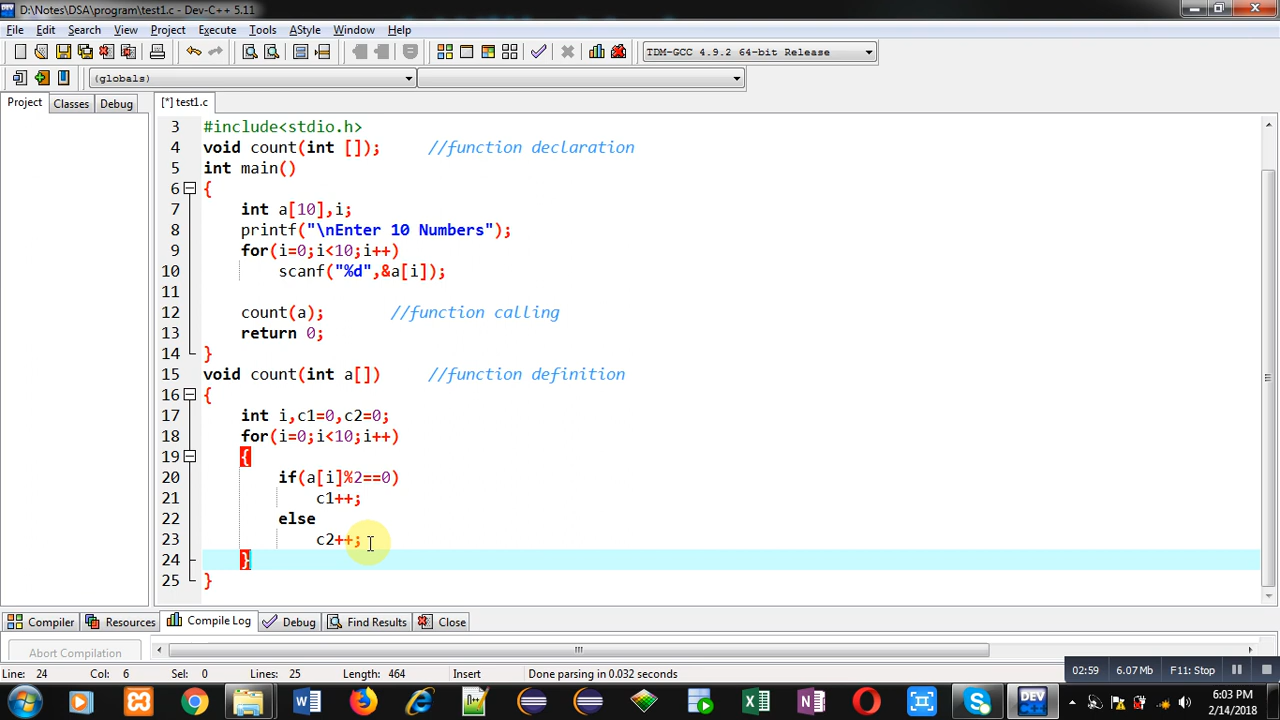 D:\Notes\DSA\program\test1.c - Dev-C++ 5.11
File Edit Search View Project Execute Tools AStyle Window Help
TDM-GCC 4.9.2 64-bit Release
(globals)
Project Classes Debug [*] test1.c
3 #include<stdio.h>
4 void count(int []); //function declaration
5 int main()
6 {
7 int a[10],i;
8 printf("\nEnter 10 Numbers");
9 for(i=0;i<10;i++)
10 scanf("%d",&a[i]);
11
12 count(a); //function calling
13 return 0;
14 }
15 void count(int a[]) //function definition
16 {
17 int i,c1=0,c2=0;
18 for(i=0;i<10;i++)
19 {
20 if(a[i]%2==0)
21 c1++;
22 else
23 c2++;
24 }
25 }
Compiler Resources Compile Log Debug Find Results Close
Abort Compilation
Line: 24 Col: 6 Sel: 0 Lines: 25 Length: 464 Insert Done parsing in 0.032 seconds
02:59 6.07 Mb F11: Stop
DEV
6:03 PM
2/14/2018